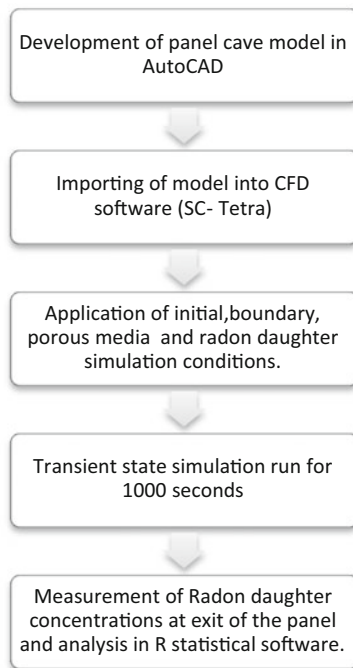 Development of panel cave model in
AutoCAD
Importing of model into CFD
software (SC- Tetra)
Application of initial,boundary,
porous media and radon daughter
simulation conditions.
Transient state simulation run for
1000 seconds
Measurement of Radon daughter
concentrations at exit of the panel
and analysis in R statistical software.